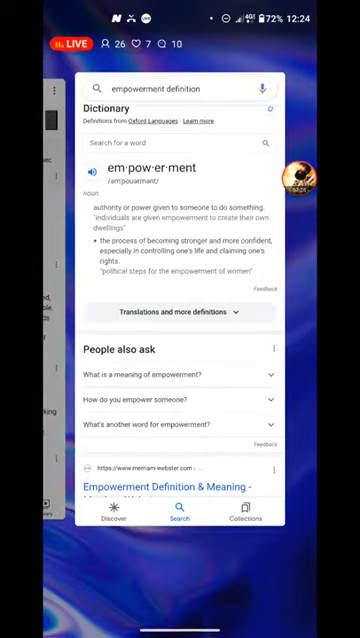 4G 72% 12:24
LIVE 26 7 10
empowerment definition
Dictionary
Definitions from Oxford Languages · Learn more
Search for a word
em·pow·er·ment
/əmˈpouərmənt/
noun
authority or power given to someone to do something.
"individuals are given empowerment to create their own
dwellings"
• the process of becoming stronger and more confident,
especially in controlling one's life and claiming one's
rights.
"political steps for the empowerment of women"
Feedback
Translations and more definitions
People also ask
What is a meaning of empowerment?
How do you empower someone?
What's another word for empowerment?
Feedback
https://www.merriam-webster.com › ...
Empowerment Definition & Meaning -
Discover Search Collections